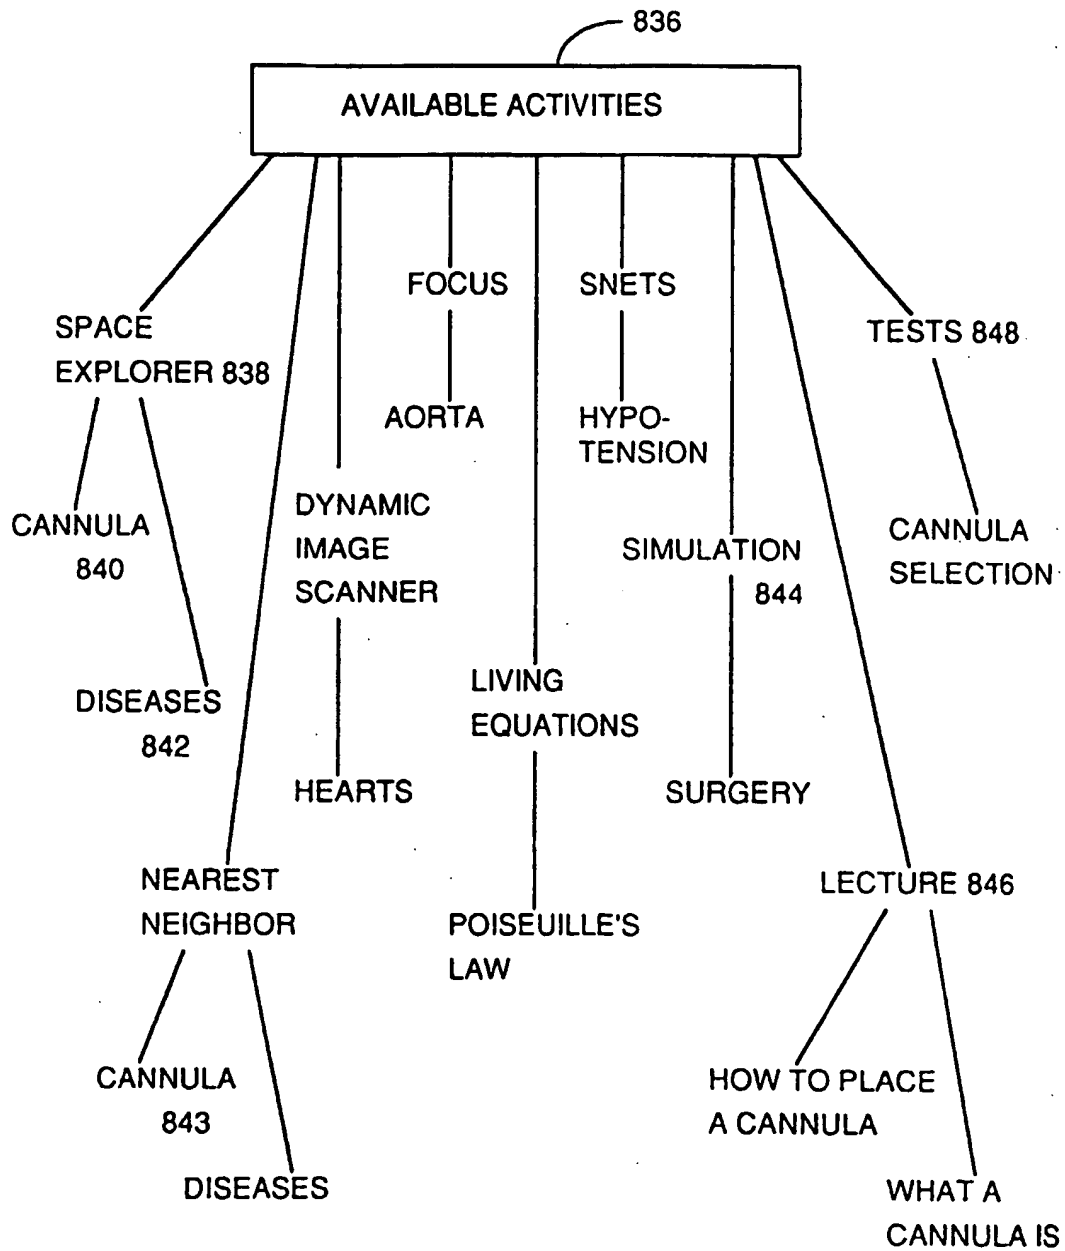 836
AVAILABLE ACTIVITIES
FOCUS
SNETS
SPACE
EXPLORER 838
TESTS 848
AORTA
HYPO-
TENSION
DYNAMIC
IMAGE
SCANNER
CANNULA
840
CANNULA
SELECTION
SIMULATION
844
LIVING
EQUATIONS
DISEASES
842
HEARTS
SURGERY
NEAREST
NEIGHBOR
LECTURE 846
POISEUILLE'S
LAW
CANNULA
843
HOW TO PLACE
A CANNULA
DISEASES
WHAT A
CANNULA IS